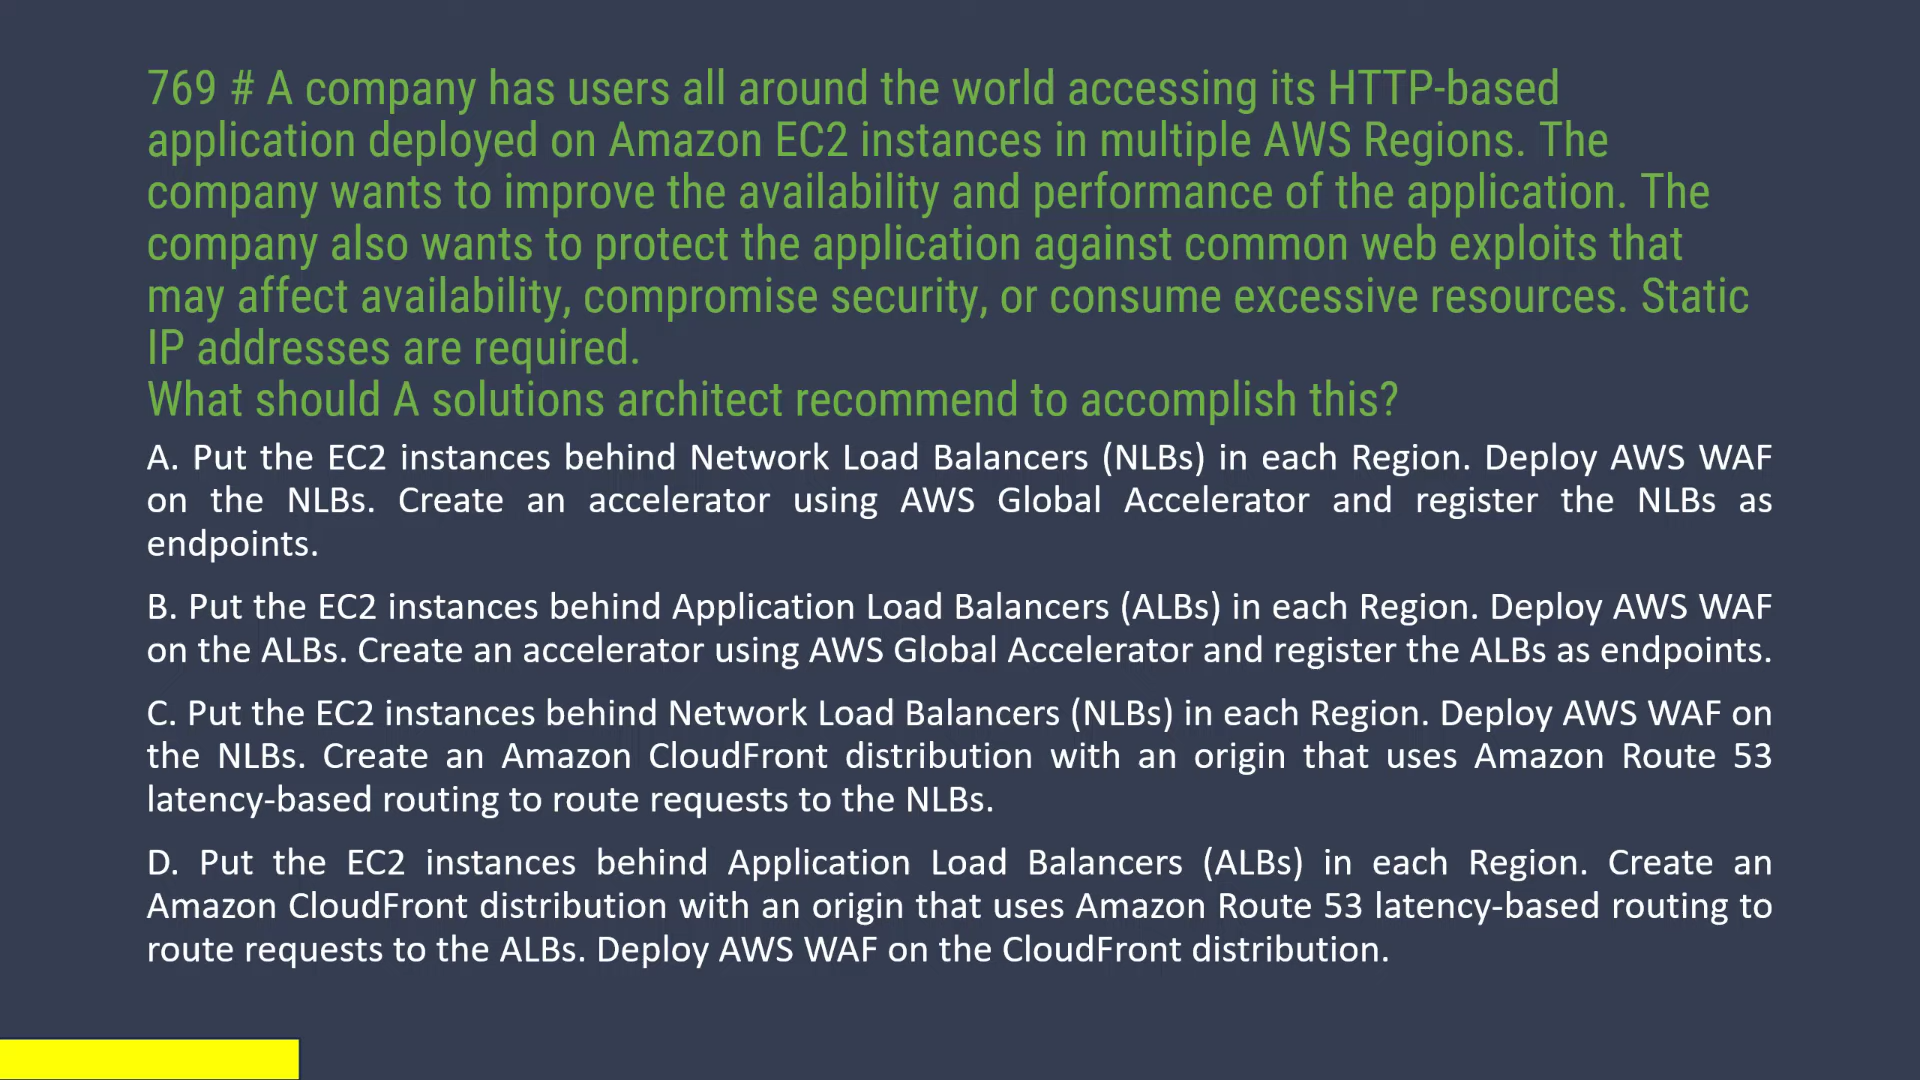 769 # A company has users all around the world accessing its HTTP-based
application deployed on Amazon EC2 instances in multiple AWS Regions. The
company wants to improve the availability and performance of the application. The
company also wants to protect the application against common web exploits that
may affect availability, compromise security, or consume excessive resources. Static
IP addresses are required.
What should A solutions architect recommend to accomplish this?
A. Put the EC2 instances behind Network Load Balancers (NLBs) in each Region. Deploy AWS WAF
on the NLBs. Create an accelerator using AWS Global Accelerator and register the NLBs as
endpoints.
B. Put the EC2 instances behind Application Load Balancers (ALBs) in each Region. Deploy AWS WAF
on the ALBs. Create an accelerator using AWS Global Accelerator and register the ALBs as endpoints.
C. Put the EC2 instances behind Network Load Balancers (NLBs) in each Region. Deploy AWS WAF on
the NLBs. Create an Amazon CloudFront distribution with an origin that uses Amazon Route 53
latency-based routing to route requests to the NLBs.
D. Put the EC2 instances behind Application Load Balancers (ALBs) in each Region. Create an
Amazon CloudFront distribution with an origin that uses Amazon Route 53 latency-based routing to
route requests to the ALBs. Deploy AWS WAF on the CloudFront distribution.